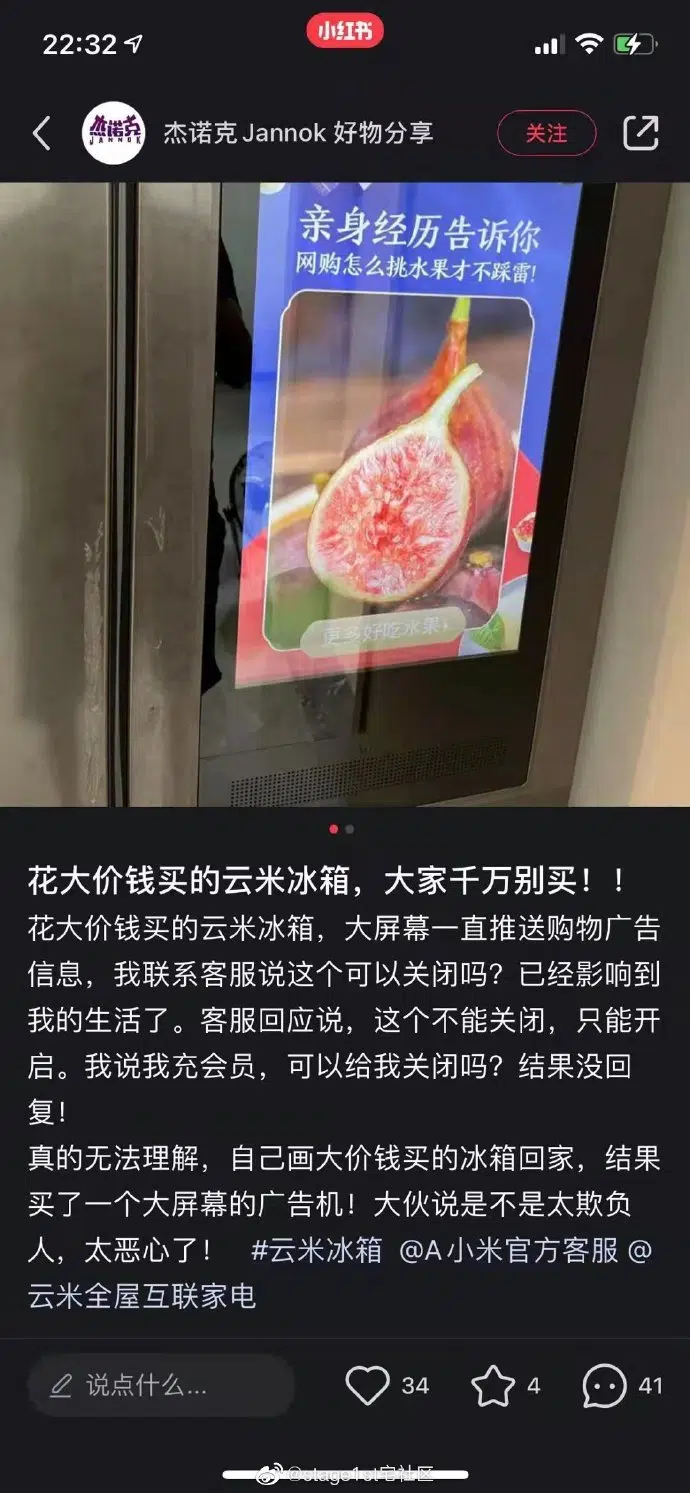 22:32
小红书
杰诺克
JANNOK
杰诺克Jannok 好物分享
关注
亲身经历告诉你
网购怎么挑水果才不踩雷!
更多好吃水果
花大价钱买的云米冰箱，大家千万别买！！
花大价钱买的云米冰箱，大屏幕一直推送购物广告
信息，我联系客服说这个可以关闭吗？已经影响到
我的生活了。客服回应说，这个不能关闭，只能开
启。我说我充会员，可以给我关闭吗？结果没回
复！
真的无法理解，自己画大价钱买的冰箱回家，结果
买了一个大屏幕的广告机！大伙说是不是太欺负
人，太恶心了！ #云米冰箱 @A小米官方客服 @
云米全屋互联家电
说点什么...
34
4
41
@stage1st宅社区